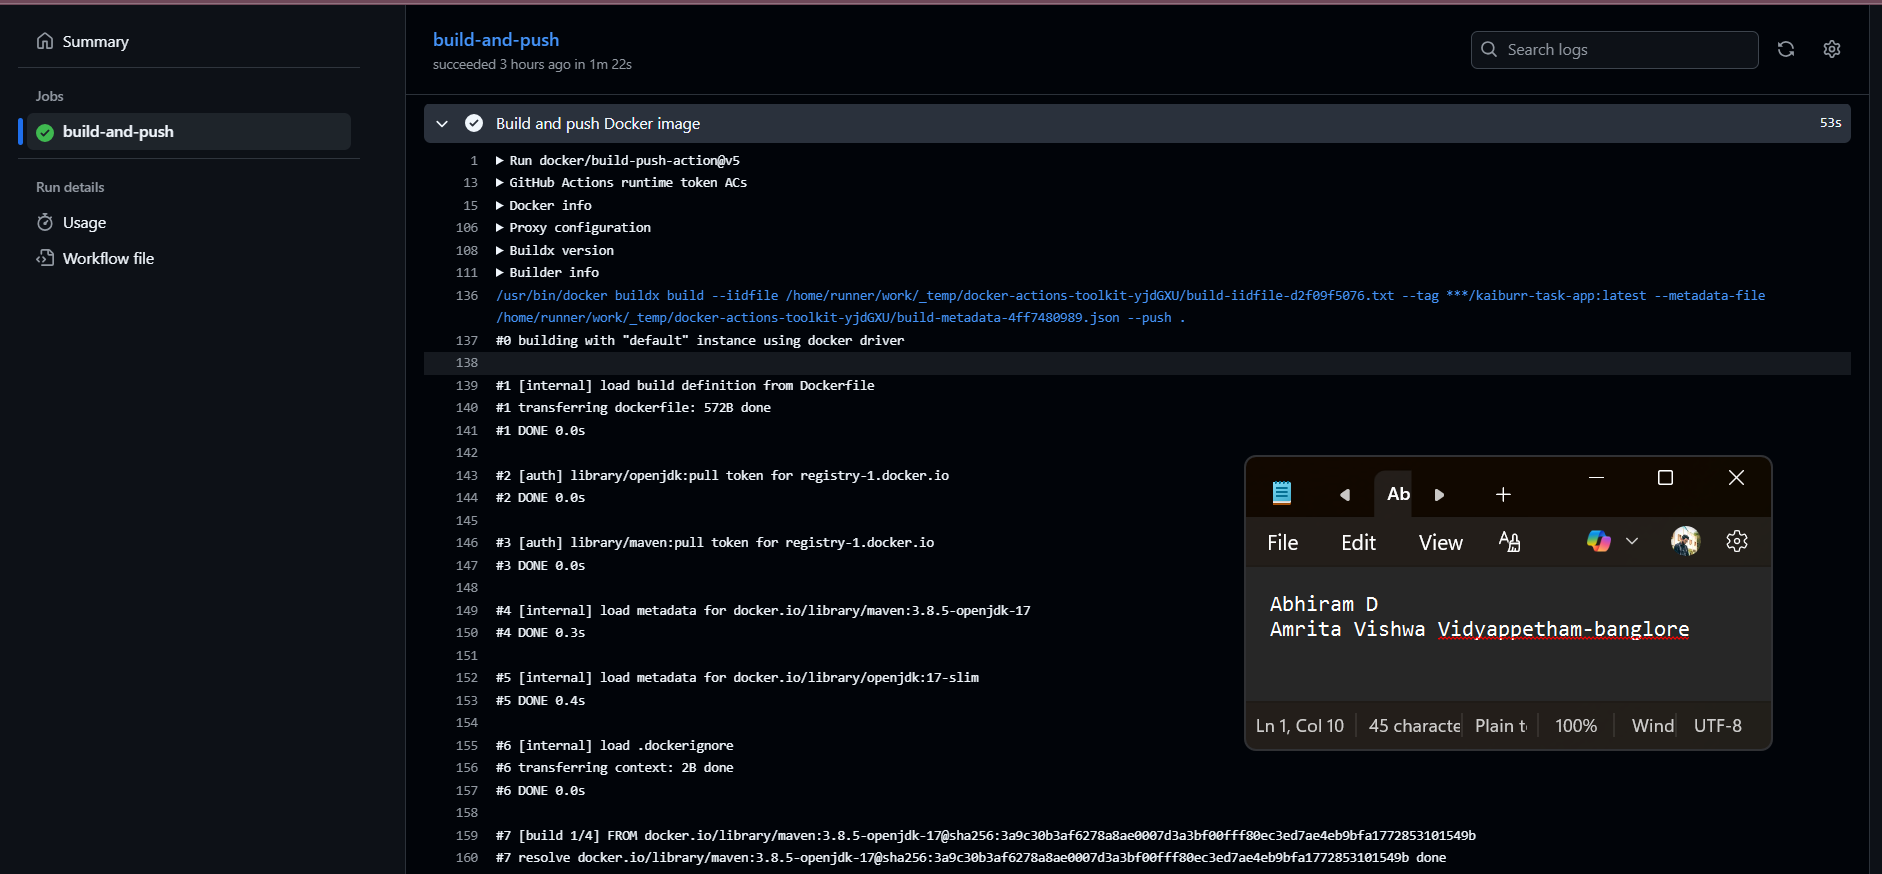 Summary
Jobs
build-and-push
Run details
Usage
Workflow file
build-and-push
succeeded 3 hours ago in 1m 22s
Search logs
Build and push Docker image 53s
1 Run docker/build-push-action@v5
13 GitHub Actions runtime token ACs
15 Docker info
106 Proxy configuration
108 Buildx version
111 Builder info
136 /usr/bin/docker buildx build --iidfile /home/runner/work/_temp/docker-actions-toolkit-yjdGXU/build-iidfile-d2f09f5076.txt --tag ***/kaiburr-task-app:latest --metadata-file
/home/runner/work/_temp/docker-actions-toolkit-yjdGXU/build-metadata-4ff7480989.json --push .
137 #0 building with "default" instance using docker driver
138
139 #1 [internal] load build definition from Dockerfile
140 #1 transferring dockerfile: 572B done
141 #1 DONE 0.0s
142
143 #2 [auth] library/openjdk:pull token for registry-1.docker.io
144 #2 DONE 0.0s
145
146 #3 [auth] library/maven:pull token for registry-1.docker.io
147 #3 DONE 0.0s
148
149 #4 [internal] load metadata for docker.io/library/maven:3.8.5-openjdk-17
150 #4 DONE 0.3s
151
152 #5 [internal] load metadata for docker.io/library/openjdk:17-slim
153 #5 DONE 0.4s
154
155 #6 [internal] load .dockerignore
156 #6 transferring context: 2B done
157 #6 DONE 0.0s
158
159 #7 [build 1/4] FROM docker.io/library/maven:3.8.5-openjdk-17@sha256:3a9c30b3af6278a8ae0007d3a3bf00fff80ec3ed7ae4eb9bfa1772853101549b
160 #7 resolve docker.io/library/maven:3.8.5-openjdk-17@sha256:3a9c30b3af6278a8ae0007d3a3bf00fff80ec3ed7ae4eb9bfa1772853101549b done
Ab
File Edit View
Abhiram D
Amrita Vishwa Vidyappetham-banglore
Ln 1, Col 10 45 characte Plain t 100% Wind UTF-8